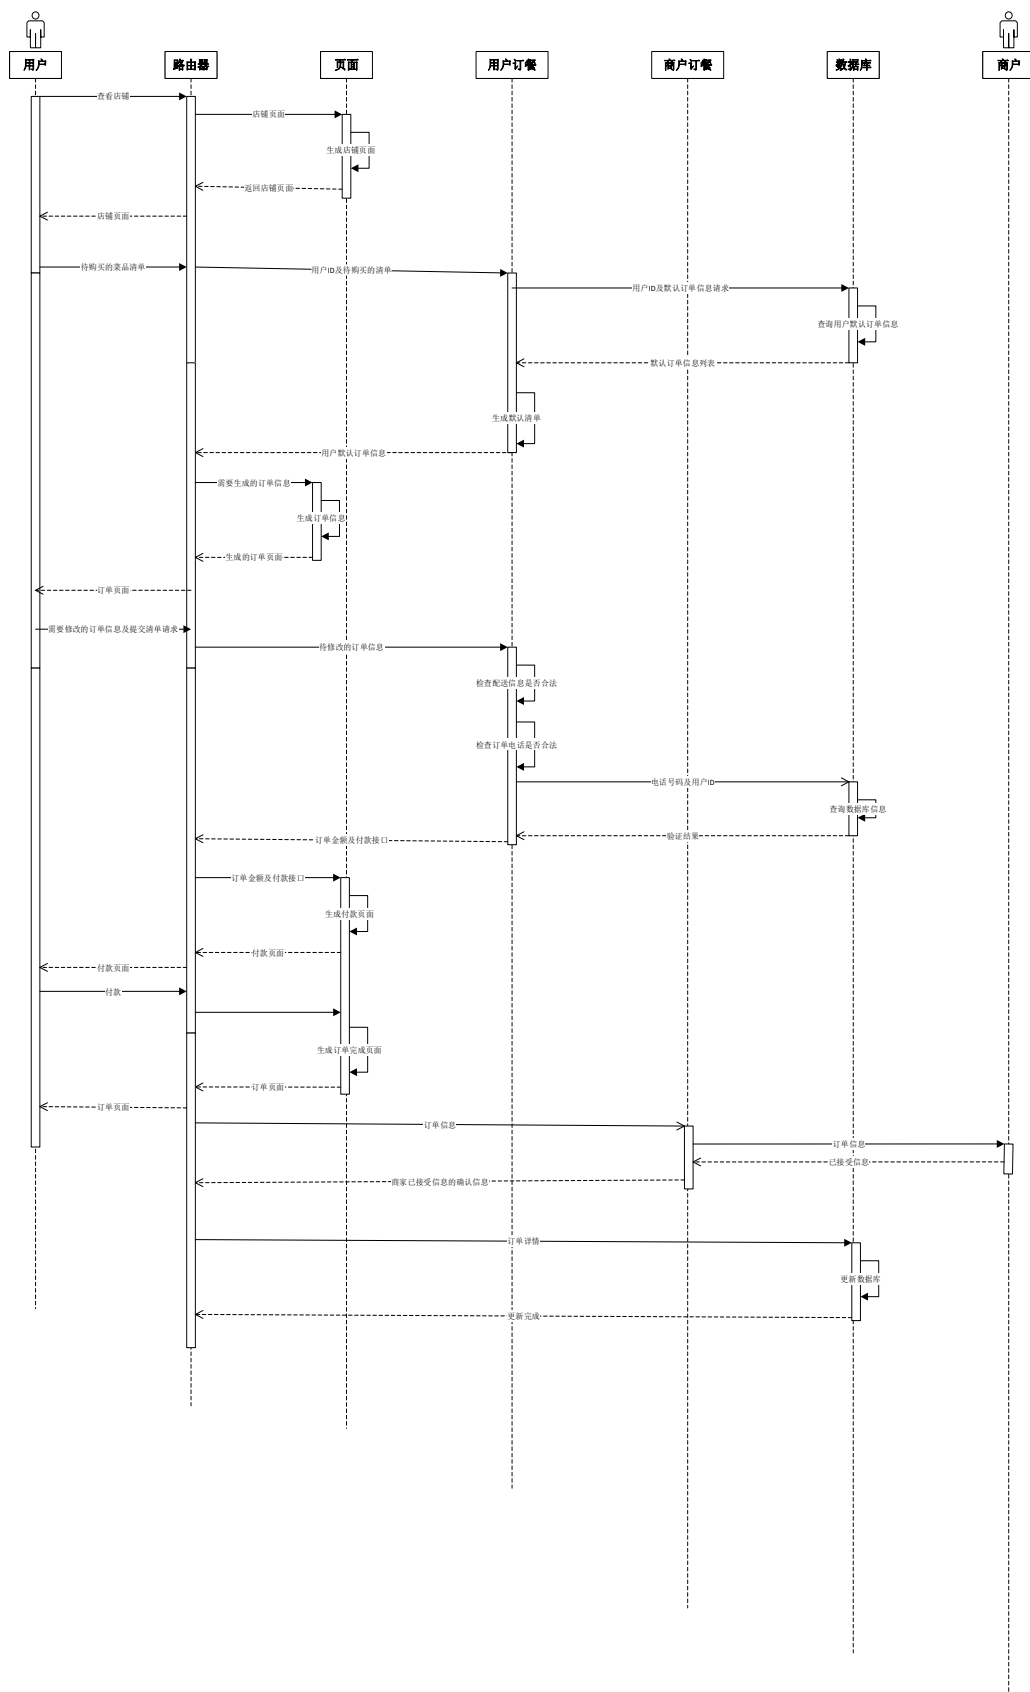 用户
路由器
页面
用户订餐
商户订餐
数据库
商户
查看店铺
店铺页面
生成店铺页面
返回店铺页面
店铺页面
待购买的菜品清单
用户ID及待购买的清单
用户ID及默认订单信息请求
查询用户默认订单信息
默认订单信息列表
生成默认清单
用户默认订单信息
需要生成的订单信息
生成订单信息
生成的订单页面
订单页面
需要修改的订单信息及提交清单请求
待修改的订单信息
检查配送信息是否合法
检查订单电话是否合法
电话号码及用户ID
查询数据库信息
验证结果
订单金额及付款接口
订单金额及付款接口
生成付款页面
付款页面
付款页面
付款
生成订单完成页面
订单页面
订单页面
订单信息
订单信息
已接受信息
商家已接受信息的确认信息
订单详情
更新数据库
更新完成